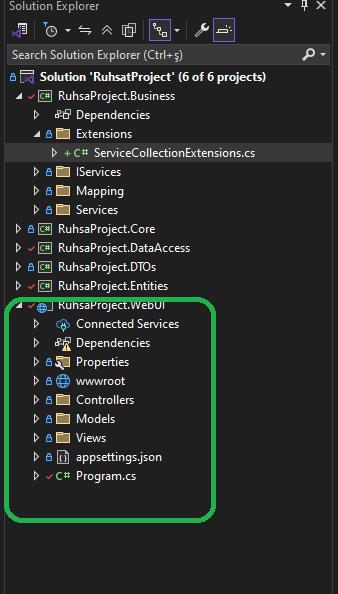 Solution Explorer
Search Solution Explorer (Ctrl+ş)
Solution 'RuhsatProject' (6 of 6 projects)
RuhsaProject.Business
Dependencies
Extensions
ServiceCollectionExtensions.cs
IServices
Mapping
Services
RuhsaProject.Core
RuhsaProject.DataAccess
RuhsaProject.DTOs
RuhsaProject.Entities
RuhsaProject.WebUI
Connected Services
Dependencies
Properties
wwwroot
Controllers
Models
Views
appsettings.json
Program.cs